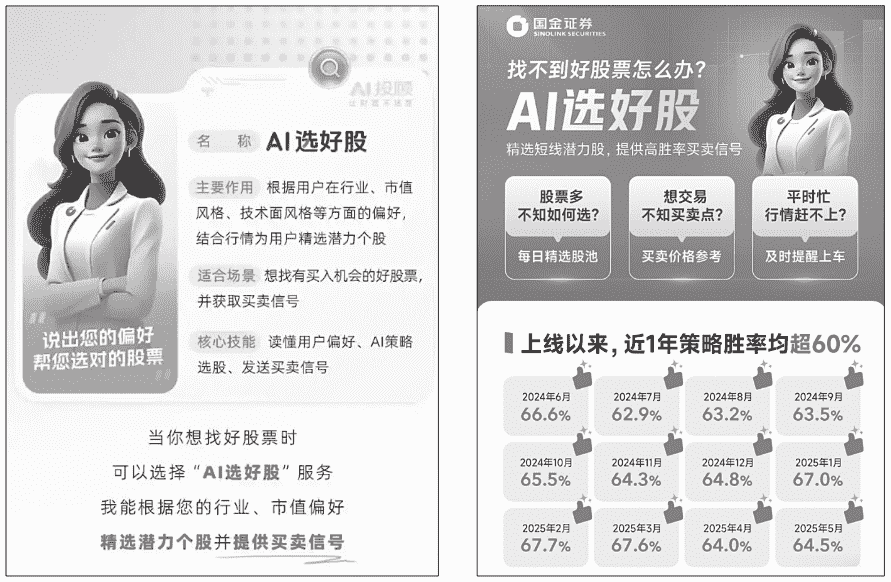 AI投顾
让财富不迷路
名 称 AI选好股
主要作用 根据用户在行业、市值
风格、技术面风格等方面的偏好，
结合行情为用户精选潜力个股
适合场景 想找有买入机会的好股票，
并获取买卖信号
核心技能 读懂用户偏好、AI策略
选股、发送买卖信号
说出您的偏好
帮您选对的股票
当你想找好股票时
可以选择“AI选好股”服务
我能根据您的行业、市值偏好
精选潜力个股并提供买卖信号
国金证券
SINOLINK SECURITIES
找不到好股票怎么办？
AI选好股
精选短线潜力股，提供高胜率买卖信号
股票多
不知如何选？
每日精选股池
想交易
不知买卖点？
买卖价格参考
平时忙
行情赶不上？
及时提醒上车
上线以来，近1年策略胜率均超60%
2024年6月
66.6%
2024年7月
62.9%
2024年8月
63.2%
2024年9月
63.5%
2024年10月
65.5%
2024年11月
64.3%
2024年12月
64.8%
2025年1月
67.0%
2025年2月
67.7%
2025年3月
67.6%
2025年4月
64.0%
2025年5月
64.5%